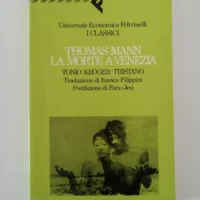 Universale Economica Feltrinelli
I CLASSICI
THOMAS MANN
LA MORTE A VENEZIA
TONIO KRÖGER · TRISTANO
Traduzione di Enrico Filippini
Postfazione di Furio Jesi